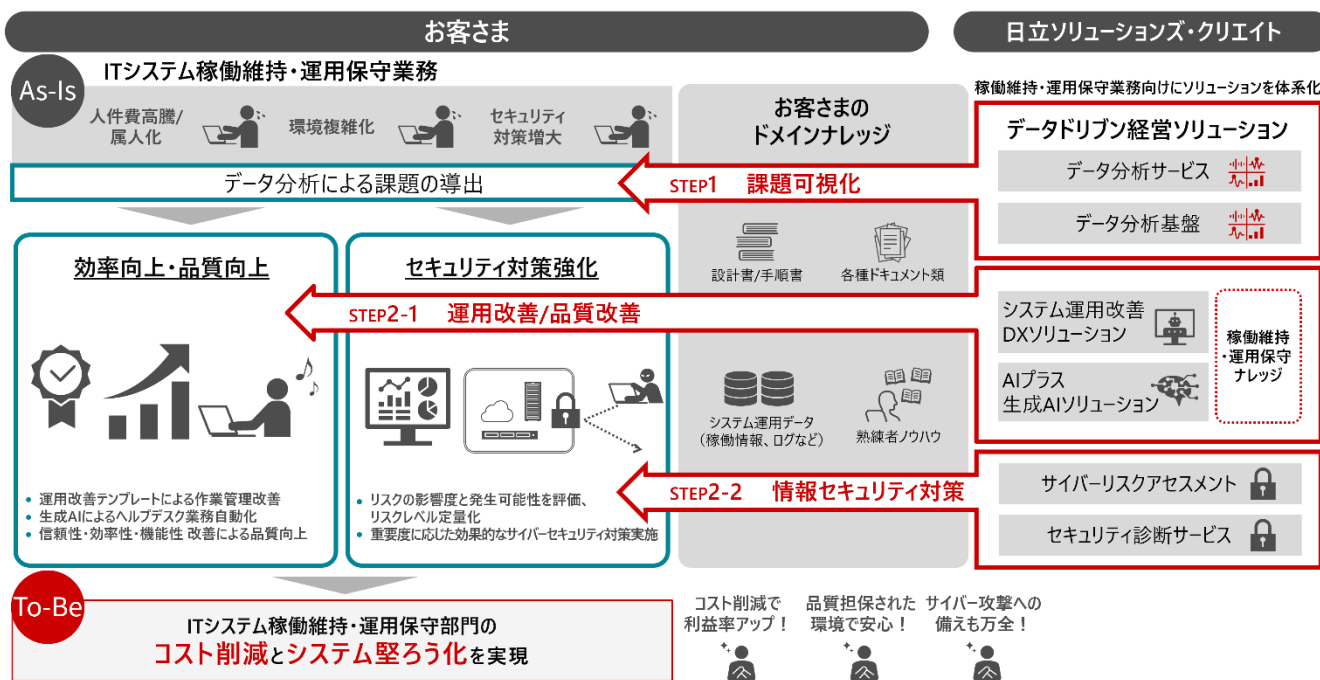 お客さま
日立ソリューションズ・クリエイト
As-Is
ITシステム稼働維持・運用保守業務
人件費高騰/
属人化
環境複雑化
セキュリティ
対策増大
お客さまの
ドメインナレッジ
稼働維持・運用保守業務向けにソリューションを体系化
データドリブン経営ソリューション
データ分析サービス
データ分析基盤
データ分析による課題の導出
STEP1 課題可視化
効率向上・品質向上
セキュリティ対策強化
設計書/手順書
各種ドキュメント類
STEP2-1 運用改善/品質改善
システム運用改善
DXソリューション
AIプラス
生成AIソリューション
稼働維持
・運用保守
ナレッジ
システム運用データ
(稼働情報、ログなど)
熟練者ノウハウ
• 運用改善テンプレートによる作業管理改善
• 生成AIによるヘルプデスク業務自動化
• 信頼性・効率性・機能性 改善による品質向上
• リスクの影響度と発生可能性を評価、
リスクレベル定量化
• 重要度に応じた効果的なサイバーセキュリティ対策実施
STEP2-2 情報セキュリティ対策
サイバーリスクアセスメント
セキュリティ診断サービス
To-Be
ITシステム稼働維持・運用保守部門の
コスト削減とシステム堅ろう化を実現
コスト削減で
利益率アップ！
品質担保された
環境で安心！
サイバー攻撃への
備えも万全！